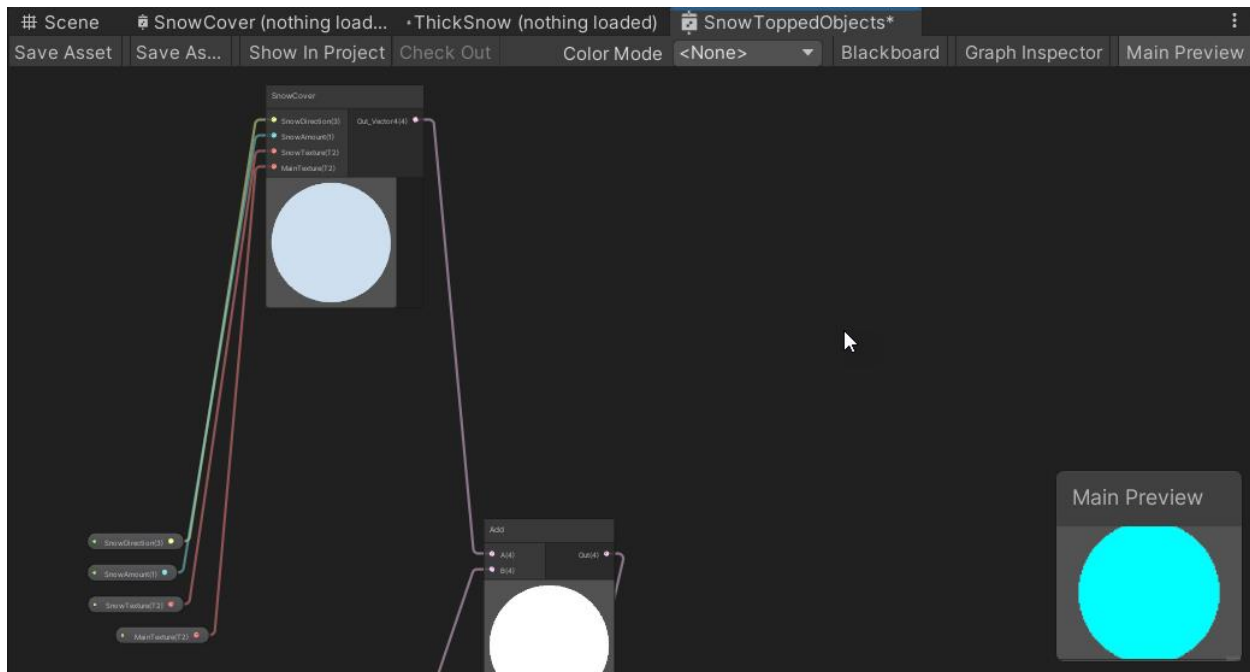 Scene SnowCover (nothing load... ThickSnow (nothing loaded) SnowToppedObjects*
Save Asset Save As... Show In Project Check Out Color Mode <None> Blackboard Graph Inspector Main Preview
SnowCover
SnowDirection(3) Out_Vector4(4)
SnowAmount(1)
SnowTexture(T2)
MainTexture(T2)
Main Preview
Add
SnowDirection(3)
A(4) Out(4)
B(4)
SnowAmount(1)
SnowTexture(T2)
MainTexture(T2)